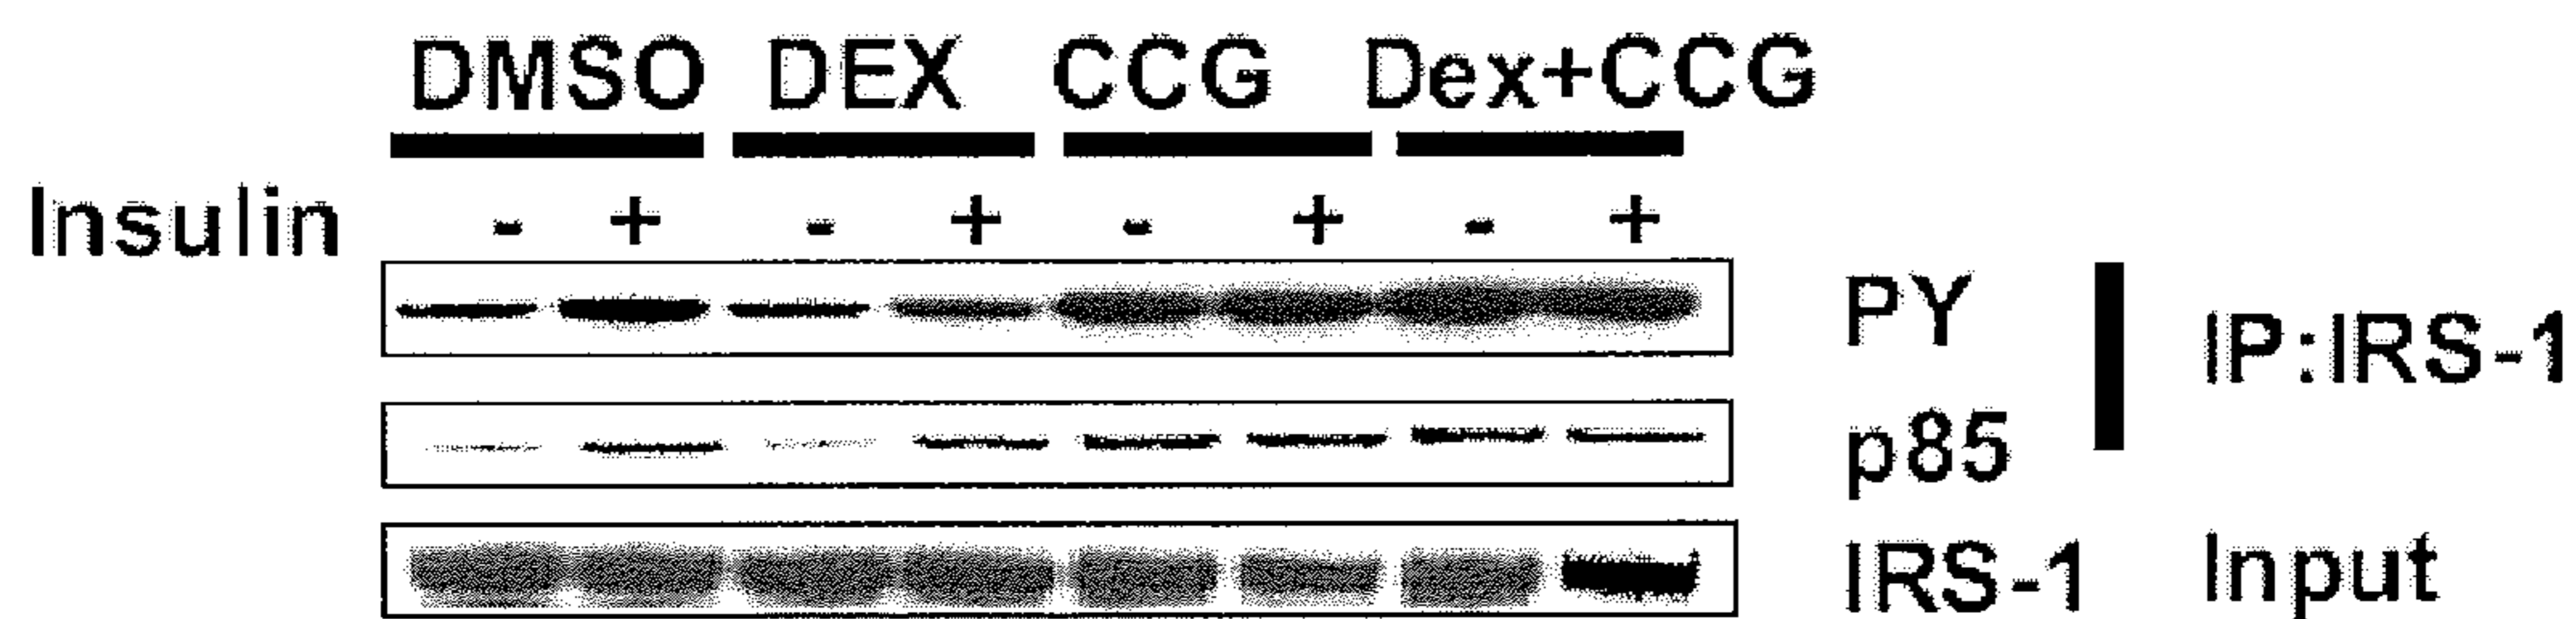 DMSO DEX CCG Dex+CCG
Insulin - + - + - + - +
PY
IP:IRS-1
p85
IRS-1 Input